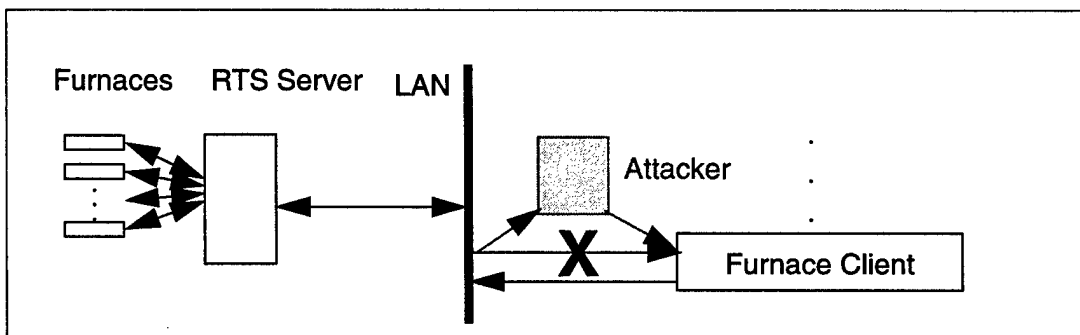 Furnaces
RTS Server
LAN
Attacker
X
Furnace Client